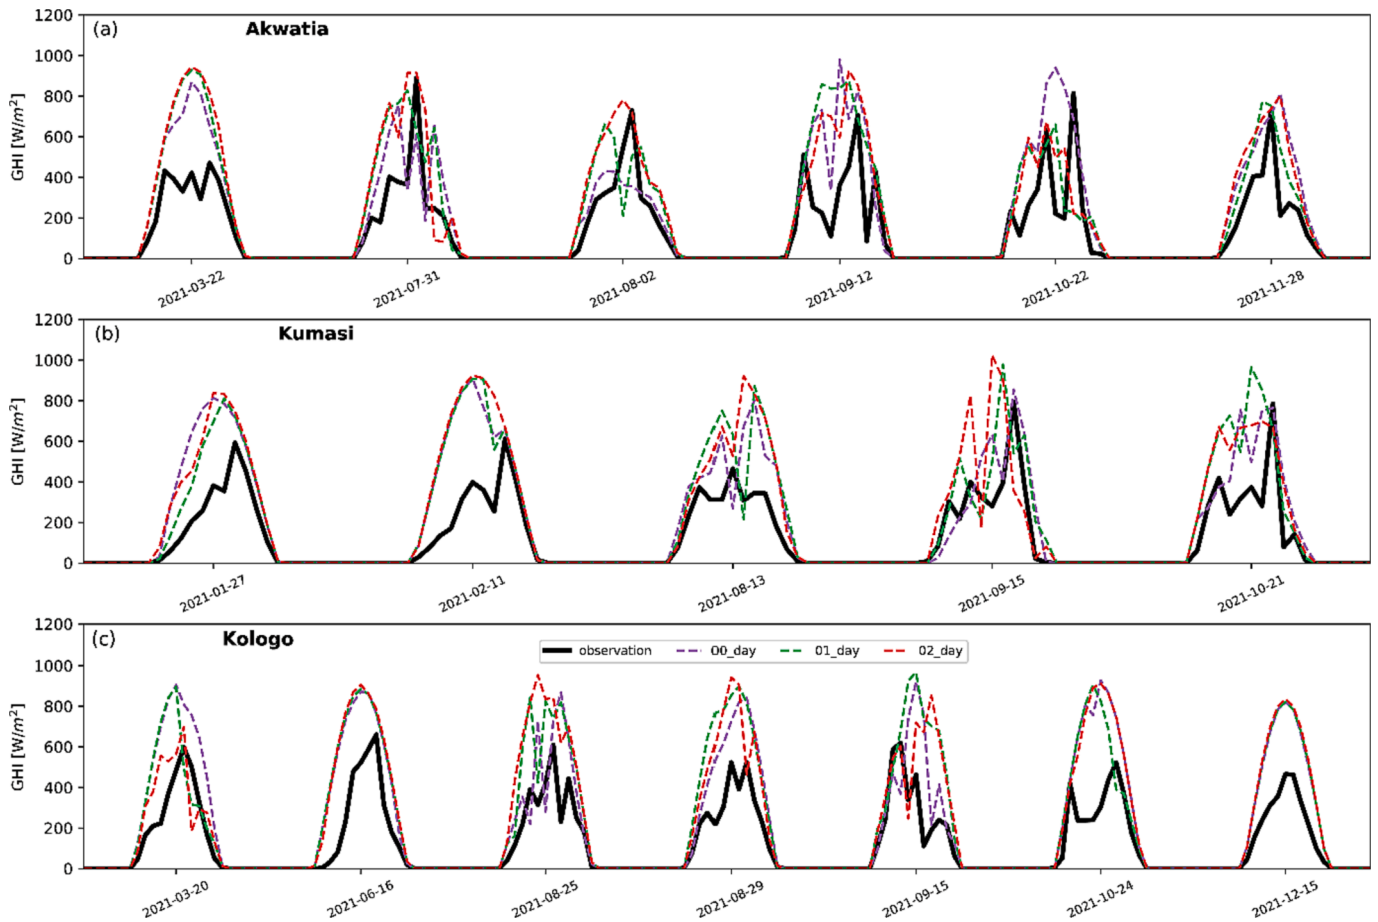 (a) Akwatia
1200
1000
800
600
400
200
0
GHI [W/m²]
2021-03-22 2021-07-31 2021-08-02 2021-09-12 2021-10-22 2021-11-28
(b) Kumasi
1200
1000
800
600
400
200
0
GHI [W/m²]
2021-01-27 2021-02-11 2021-08-13 2021-09-15 2021-10-21
(c) Kologo
observation 00_day 01_day 02_day
1200
1000
800
600
400
200
0
GHI [W/m²]
2021-03-20 2021-06-16 2021-08-25 2021-08-29 2021-09-15 2021-10-24 2021-12-15